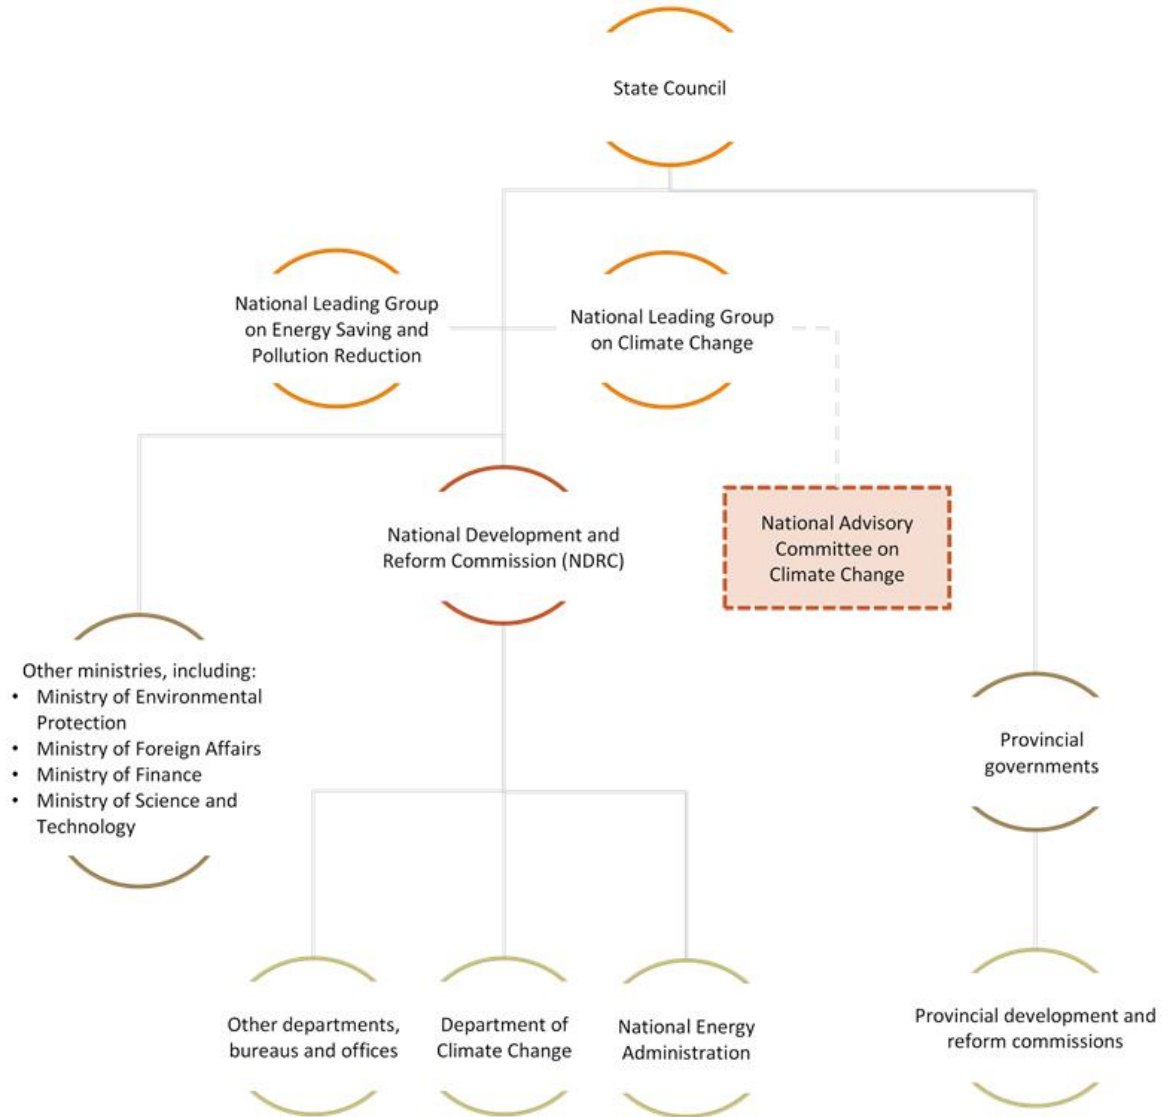 State Council
National Leading Group
on Energy Saving and
Pollution Reduction
National Leading Group
on Climate Change
National Development and
Reform Commission (NDRC)
National Advisory
Committee on
Climate Change
Other ministries, including:
• Ministry of Environmental
Protection
• Ministry of Foreign Affairs
• Ministry of Finance
• Ministry of Science and
Technology
Provincial
governments
Other departments,
bureaus and offices
Department of
Climate Change
National Energy
Administration
Provincial development and
reform commissions